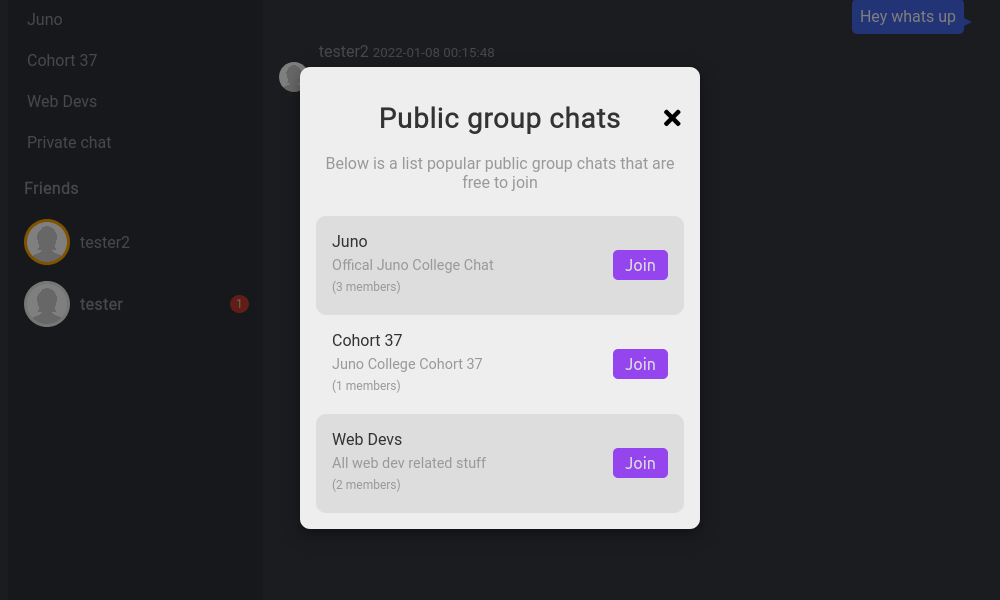 Juno
Cohort 37
Web Devs
Private chat
Friends
tester2
tester
1
Hey whats up
tester2 2022-01-08 00:15:48
Public group chats
Below is a list popular public group chats that are
free to join
Juno
Offical Juno College Chat
(3 members)
Join
Cohort 37
Juno College Cohort 37
(1 members)
Join
Web Devs
All web dev related stuff
(2 members)
Join